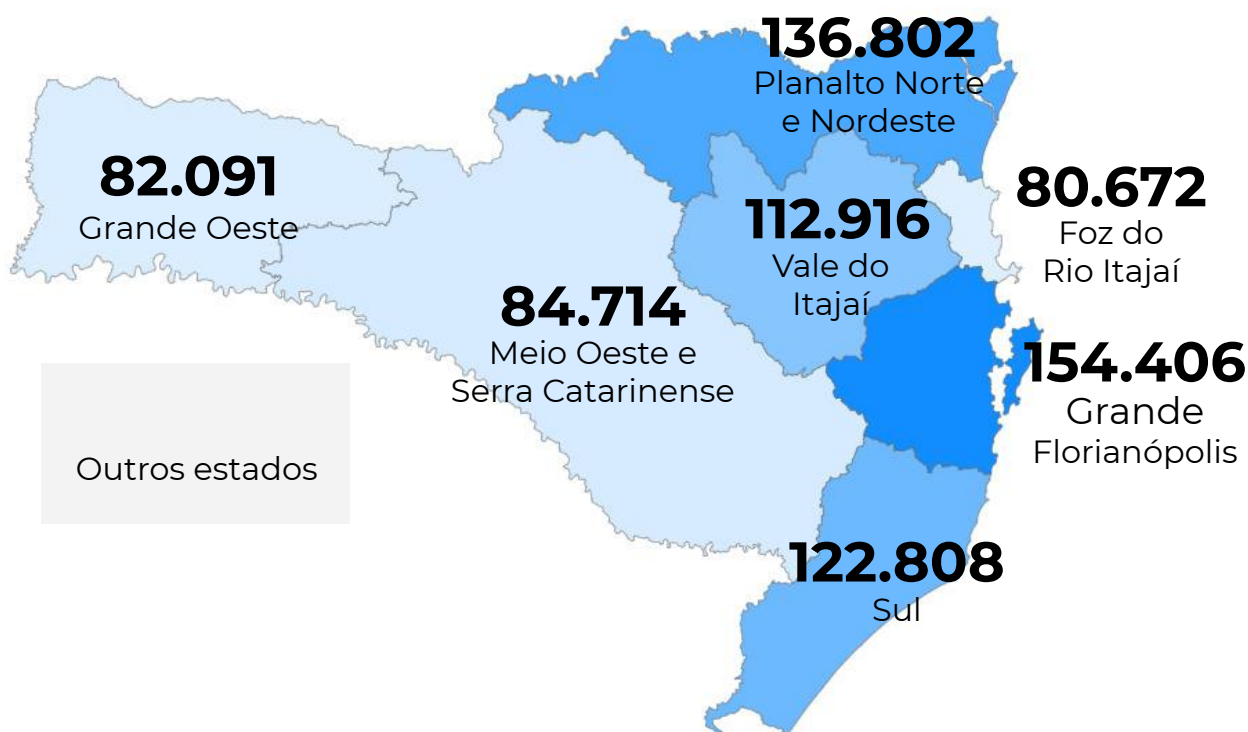 136.802
Planalto Norte
e Nordeste
82.091
Grande Oeste
80.672
Foz do
Rio Itajaí
112.916
Vale do
Itajaí
84.714
Meio Oeste e
Serra Catarinense
154.406
Grande
Florianópolis
Outros estados
122.808
Sul